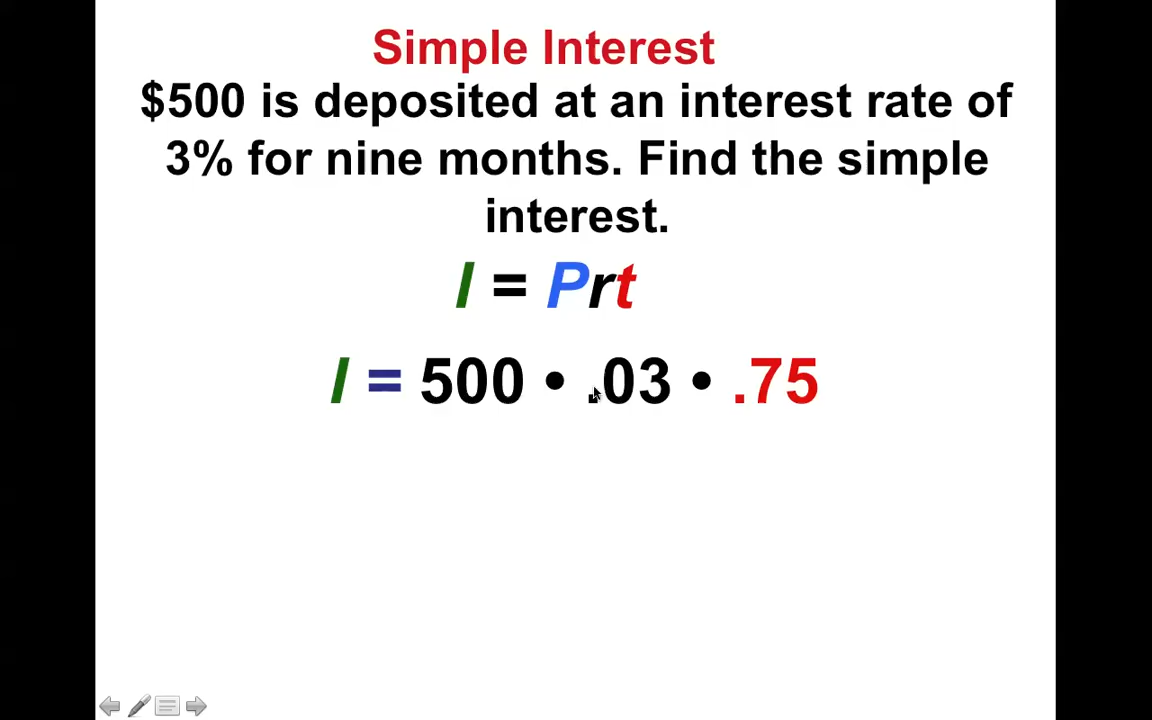 Simple Interest
$500 is deposited at an interest rate of
3% for nine months. Find the simple
interest.
I = Prt
I = 500 • .03 • .75